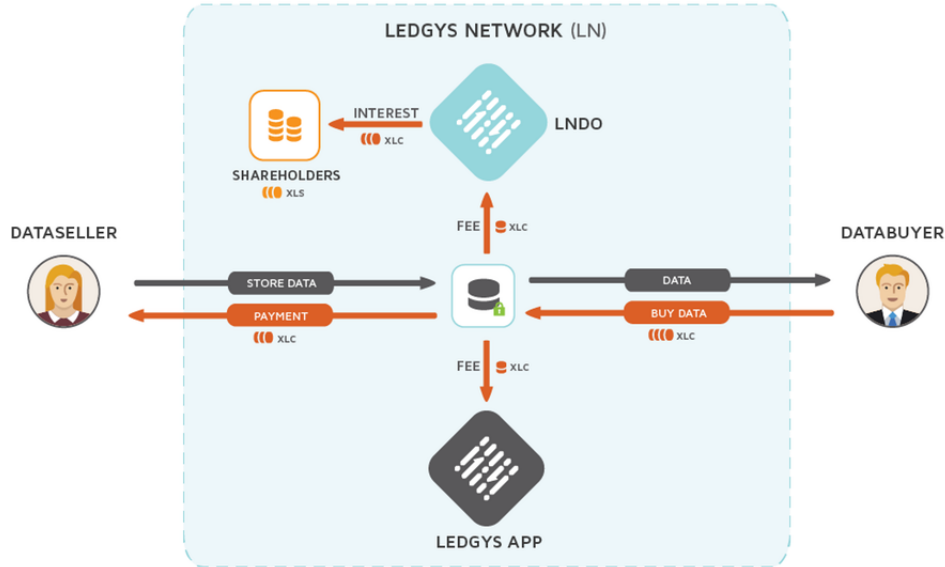 LEDGYS NETWORK (LN)
INTEREST
XLC
LNDO
SHAREHOLDERS
XLS
FEE
XLC
DATASELLER
DATABUYER
STORE DATA
DATA
PAYMENT
BUY DATA
XLC
XLC
FEE
XLC
LEDGYS APP